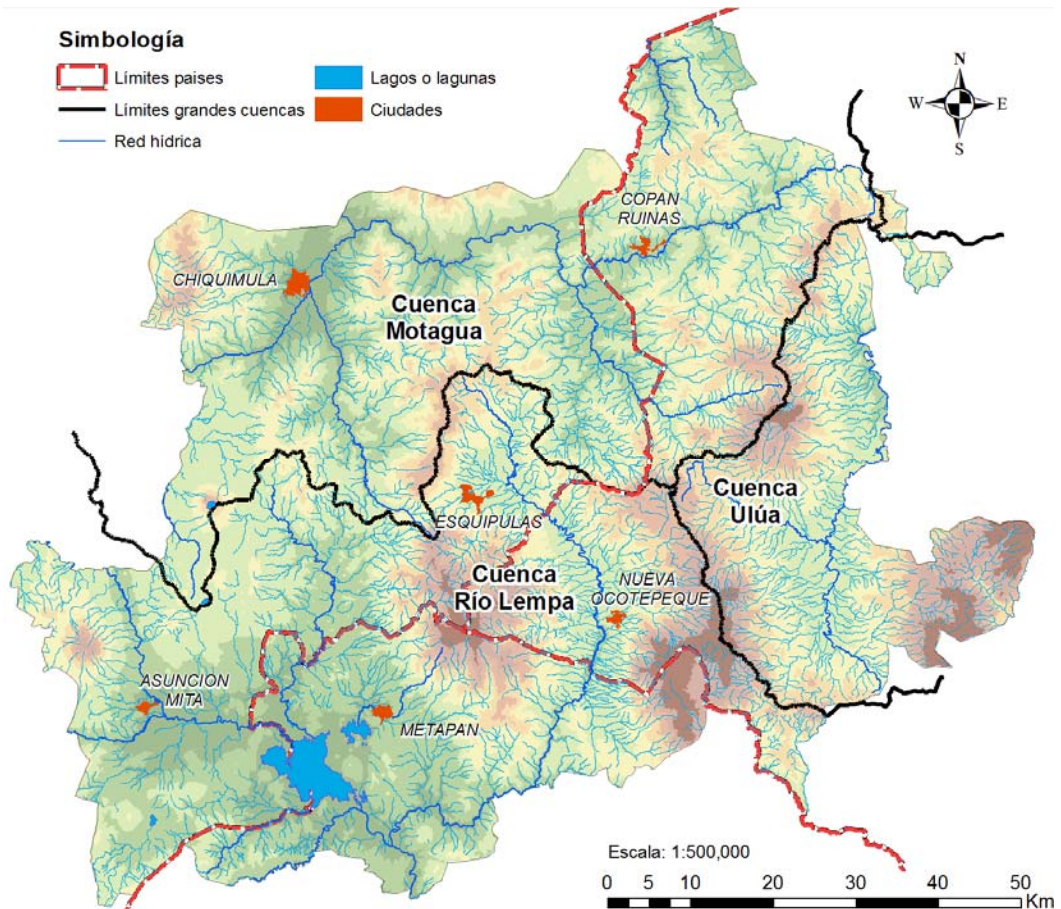 Simbología
Límites paises
Límites grandes cuencas
Red hídrica
Lagos o lagunas
Ciudades
N
W E
S
COPAN
RUINAS
CHIQUIMULA
Cuenca
Motagua
ESQUIPULAS
Cuenca
Ulúa
Cuenca
Río Lempa
NUEVA
OCOTEPEQUE
ASUNCION
MITA
METAPAN
Escala: 1:500,000
0 5 10 20 30 40 50
Km